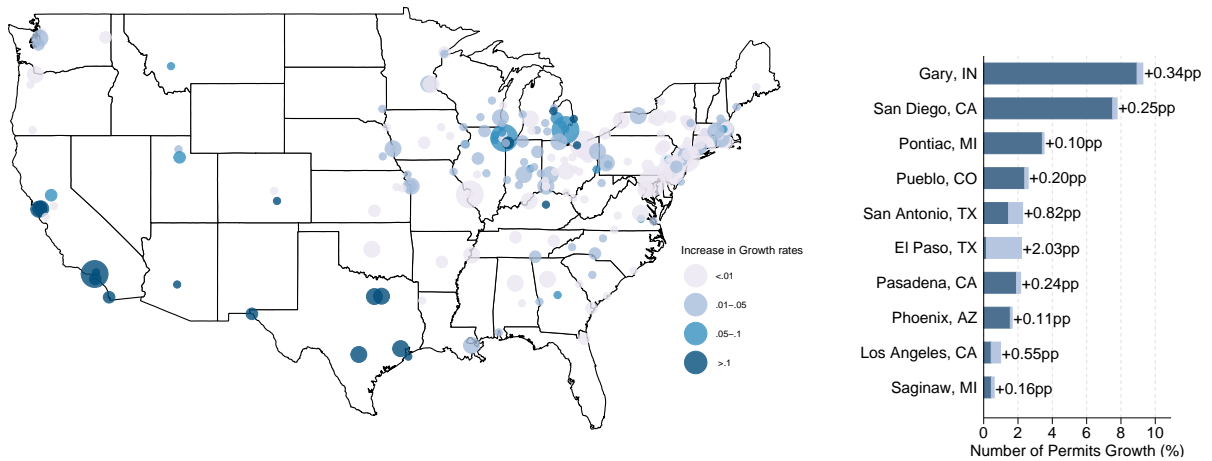 Increase in Growth rates
<.01
.01–.05
.05–.1
>.1
Gary, IN +0.34pp
San Diego, CA +0.25pp
Pontiac, MI +0.10pp
Pueblo, CO +0.20pp
San Antonio, TX +0.82pp
El Paso, TX +2.03pp
Pasadena, CA +0.24pp
Phoenix, AZ +0.11pp
Los Angeles, CA +0.55pp
Saginaw, MI +0.16pp
0 2 4 6 8 10
Number of Permits Growth (%)